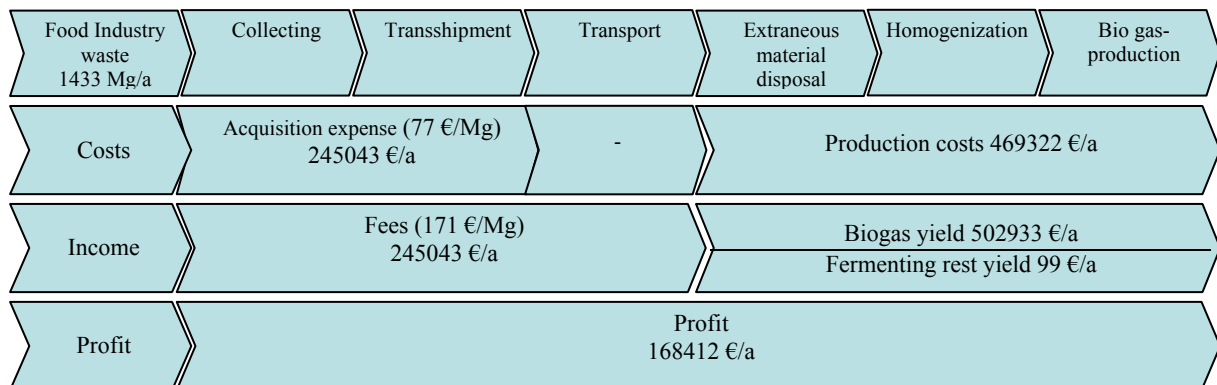 Food Industry
waste
1433 Mg/a
Collecting
Transshipment
Transport
Extraneous
material
disposal
Homogenization
Bio gas-
production
Costs
Acquisition expense (77 €/Mg)
245043 €/a
-
Production costs 469322 €/a
Income
Fees (171 €/Mg)
245043 €/a
Biogas yield 502933 €/a
Fermenting rest yield 99 €/a
Profit
Profit
168412 €/a